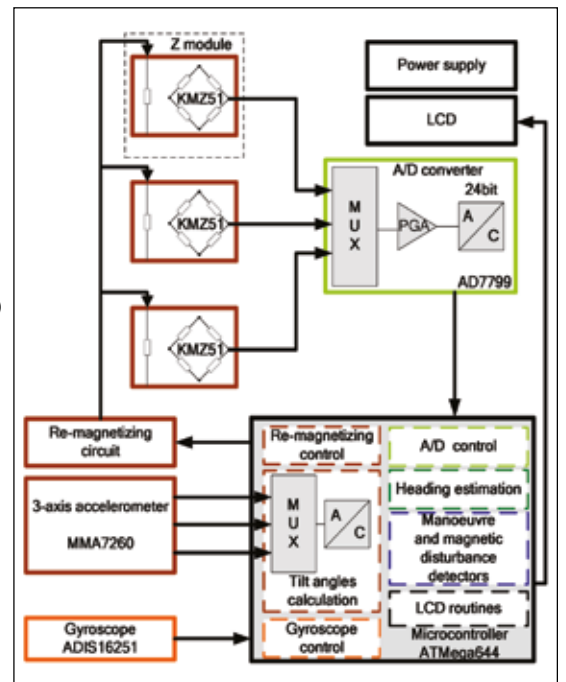 Z module
KMZ51
Power supply
LCD
A/D converter
24bit
M
U
X
PGA
A
C
AD7799
KMZ51
KMZ51
Re-magnetizing
circuit
3-axis accelerometer
MMA7260
Gyroscope
ADIS16251
Re-magnetizing
control
M
U
X
A
C
Tilt angles
calculation
Gyroscope
control
A/D control
Heading estimation
Manoeuvre
and magnetic
disturbance
detectors
LCD routines
Microcontroller
ATMega644